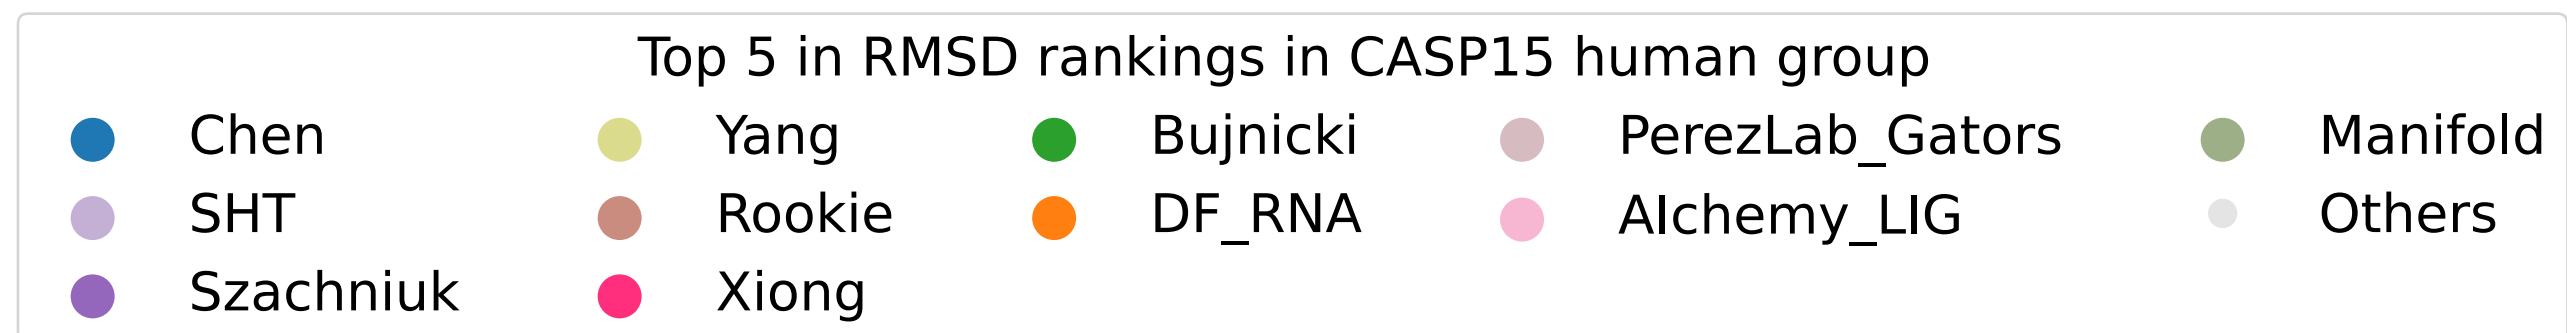 Top 5 in RMSD rankings in CASP15 human group
Chen Yang Bujnicki PerezLab_Gators Manifold
SHT Rookie DF_RNA AIchemy_LIG Others
Szachniuk Xiong